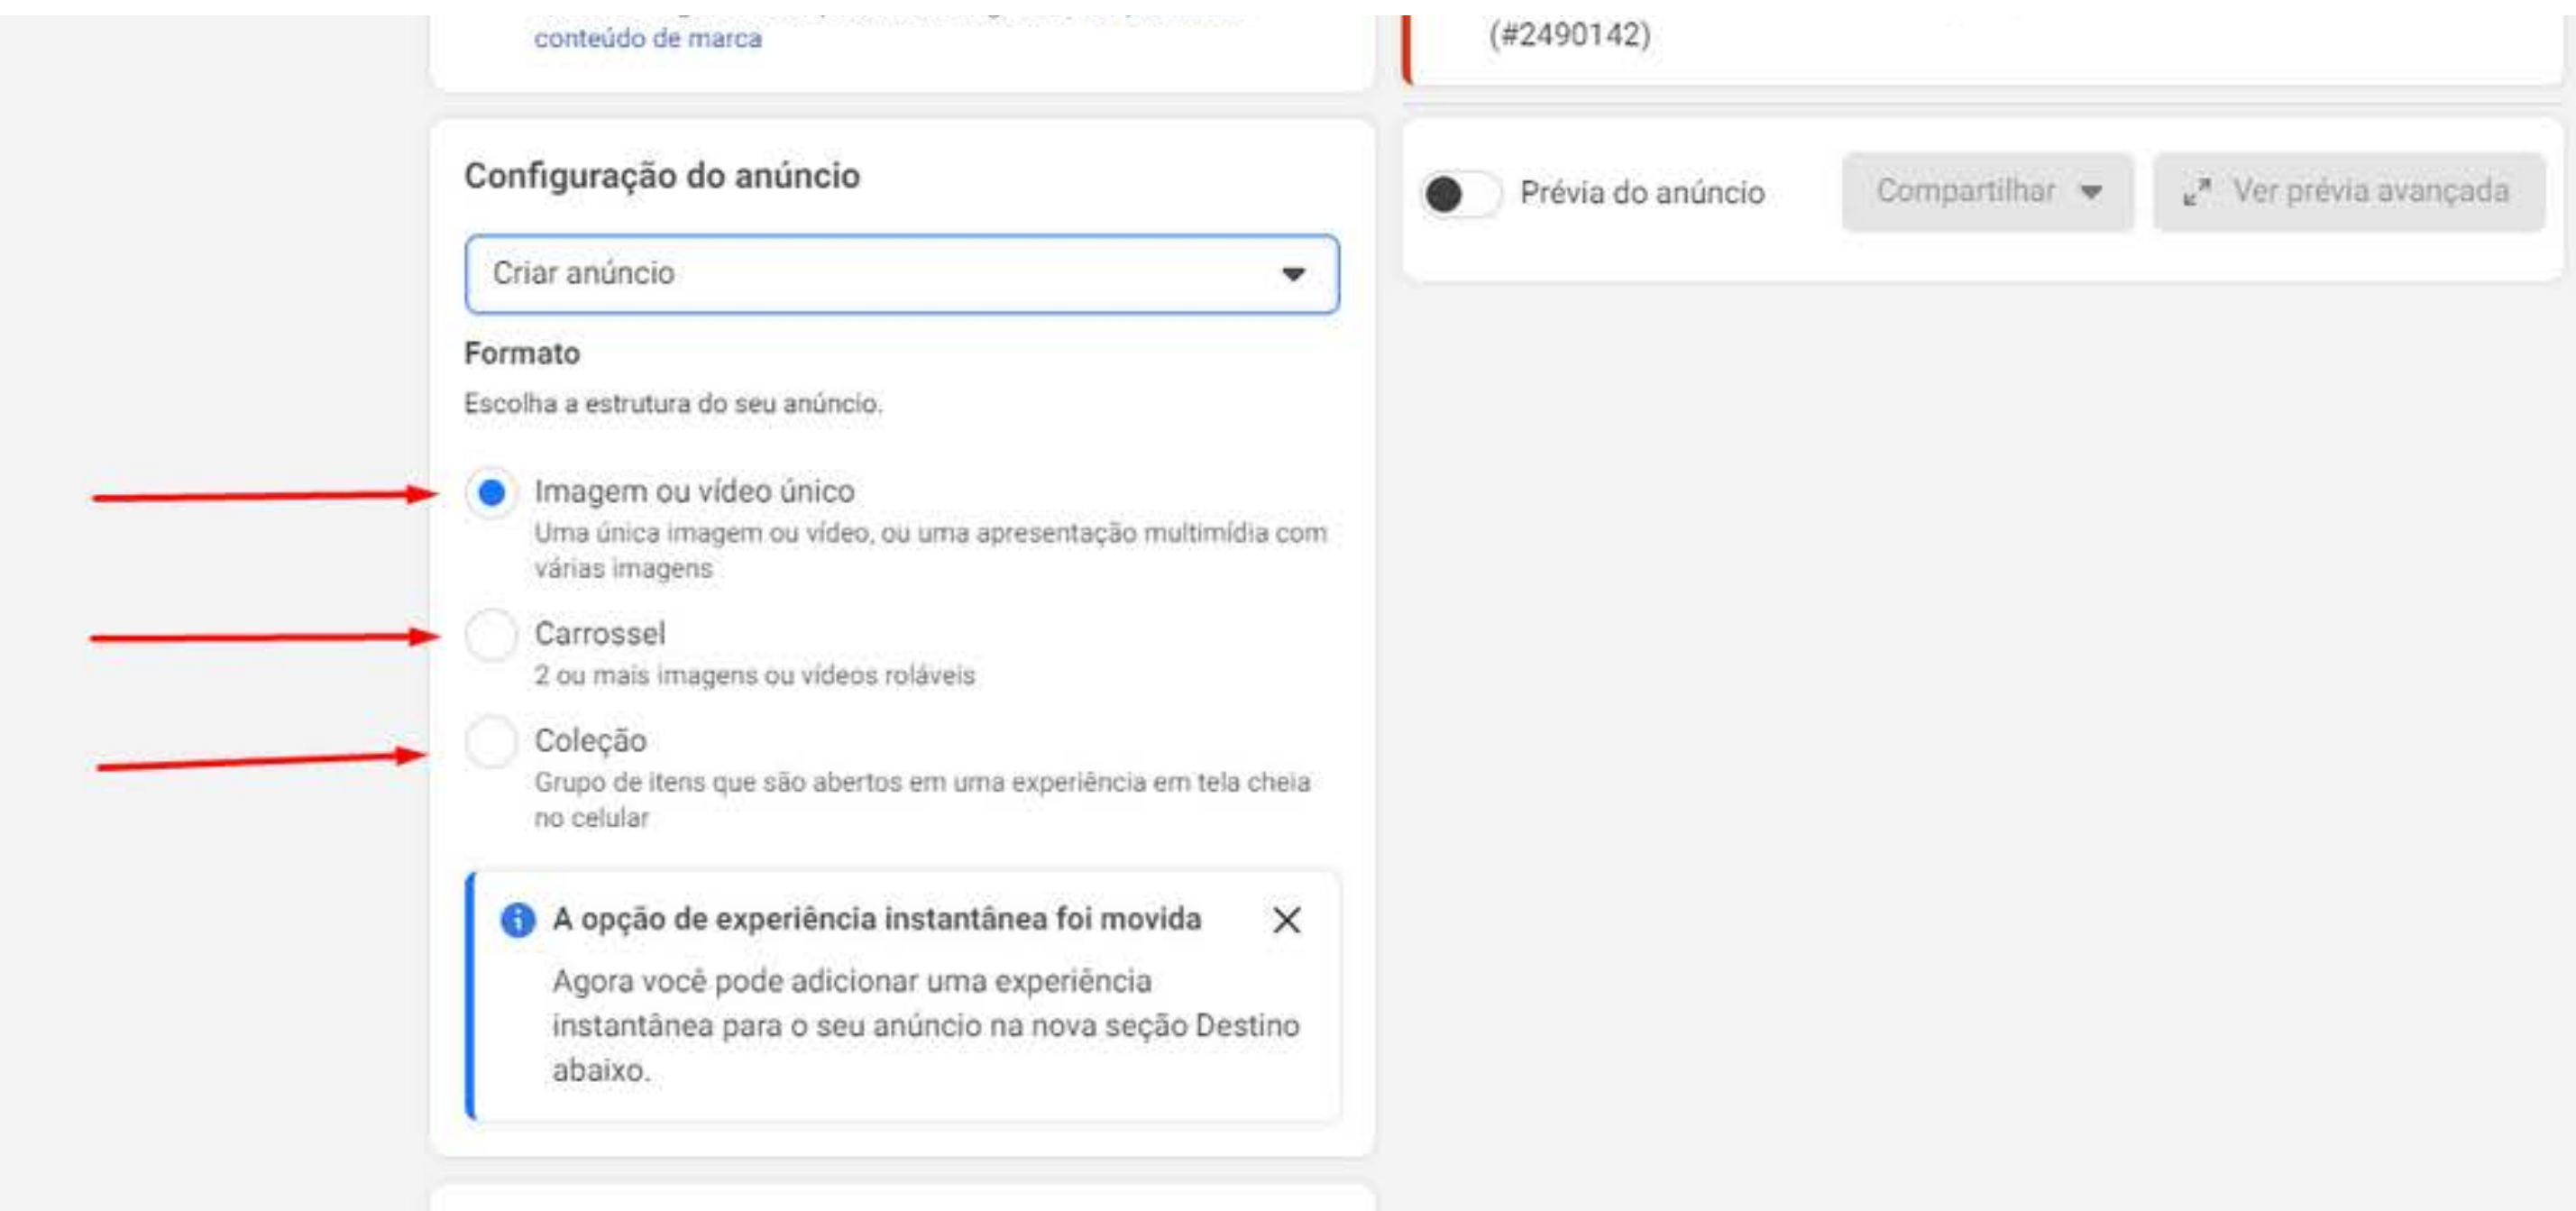 conteúdo de marca
(#2490142)
Configuração do anúncio
Criar anúncio
Formato
Escolha a estrutura do seu anúncio.
Imagem ou vídeo único
Uma única imagem ou vídeo, ou uma apresentação multimídia com
várias imagens
Carrossel
2 ou mais imagens ou vídeos roláveis
Coleção
Grupo de itens que são abertos em uma experiência em tela cheia
no celular
A opção de experiência instantânea foi movida
Agora você pode adicionar uma experiência
instantânea para o seu anúncio na nova seção Destino
abaixo.
Prévia do anúncio
Compartilhar
Ver prévia avançada